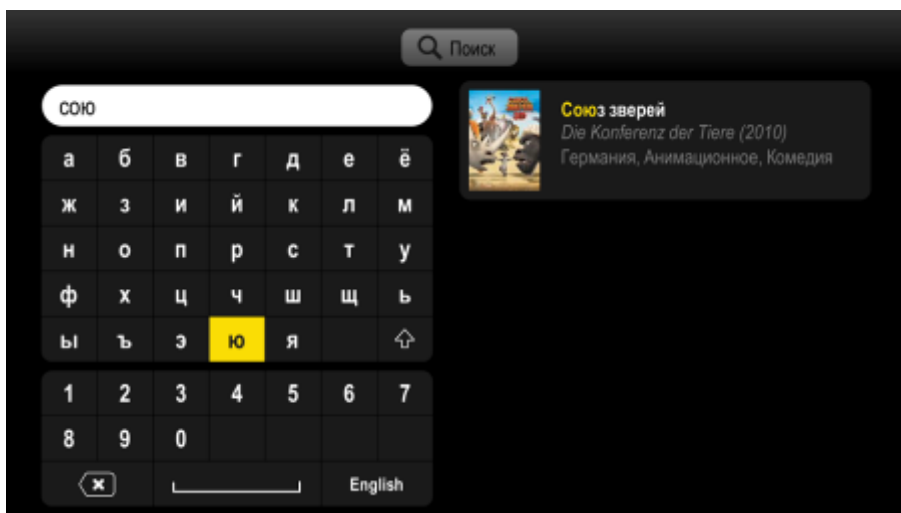 Поиск
сою
а б в г д е ё
ж з и й к л м
н о п р с т у
ф х ц ч ш щ ь
ы ъ э ю я
1 2 3 4 5 6 7
8 9 0
English
Союз зверей
Die Konferenz der Tiere (2010)
Германия, Анимационное, Комедия